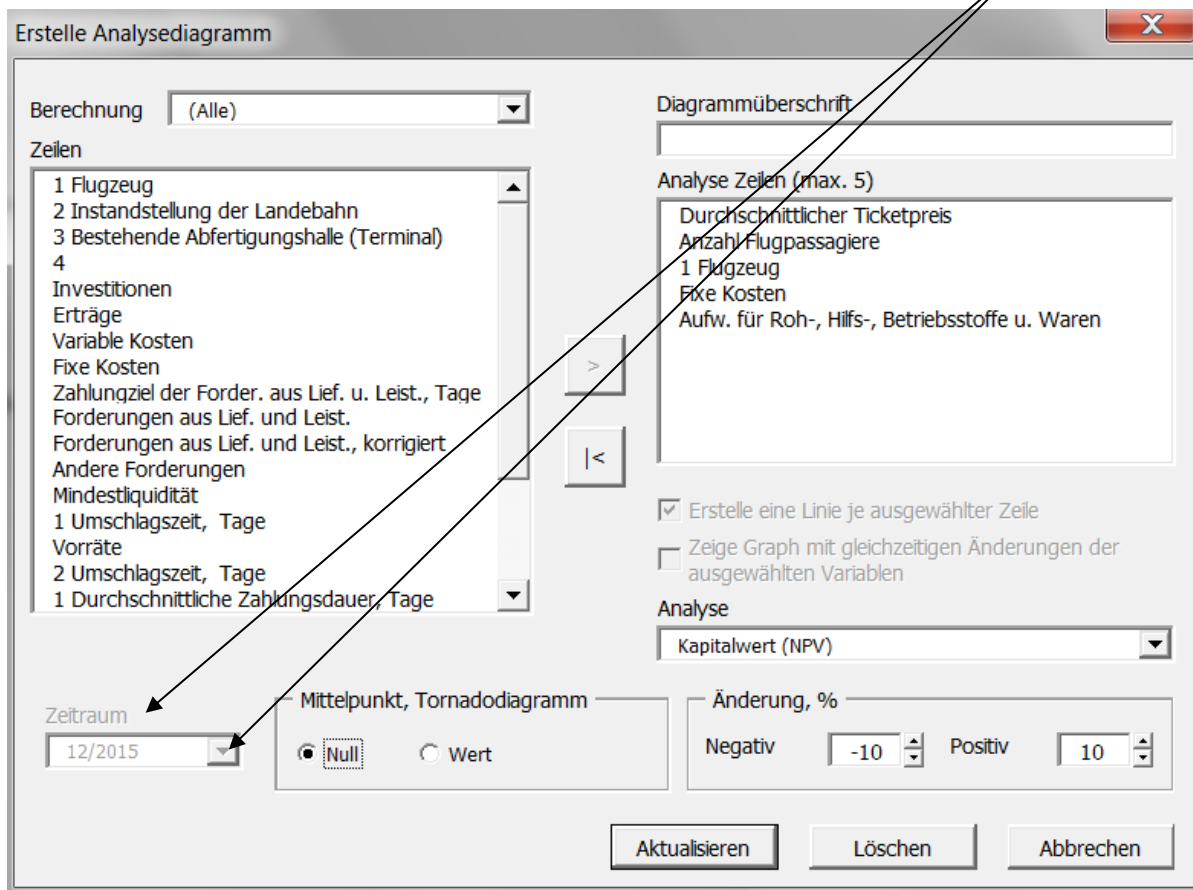 Erstelle Analysediagramm
X
Berechnung (Alle)
Zeilen
1 Flugzeug
2 Instandstellung der Landebahn
3 Bestehende Abfertigungshalle (Terminal)
4
Investitionen
Erträge
Variable Kosten
Fixe Kosten
Zahlungziel der Forder. aus Lief. u. Leist., Tage
Forderungen aus Lief. und Leist.
Forderungen aus Lief. und Leist., korrigiert
Andere Forderungen
Mindestliquidität
1 Umschlagszeit, Tage
Vorräte
2 Umschlagszeit, Tage
1 Durchschnittliche Zahlungsdauer, Tage
>
|<
Diagrammüberschrift
Analyse Zeilen (max. 5)
Durchschnittlicher Ticketpreis
Anzahl Flugpassagiere
1 Flugzeug
Fixe Kosten
Aufw. für Roh-, Hilfs-, Betriebsstoffe u. Waren
Erstelle eine Linie je ausgewählter Zeile
Zeige Graph mit gleichzeitigen Änderungen der
ausgewählten Variablen
Analyse
Kapitalwert (NPV)
Zeitraum
12/2015
Mittelpunkt, Tornadodiagramm
Null Wert
Änderung, %
Negativ -10 Positiv 10
Aktualisieren Löschen Abbrechen